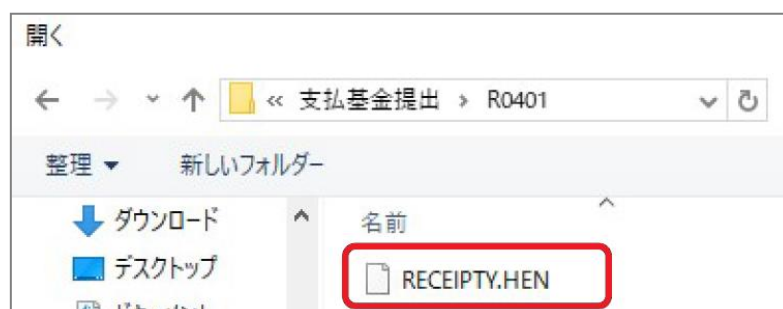 開く
« 支払基金提出 › R0401
整理 新しいフォルダー
ダウンロード
名前
デスクトップ
RECEIPTY.HEN